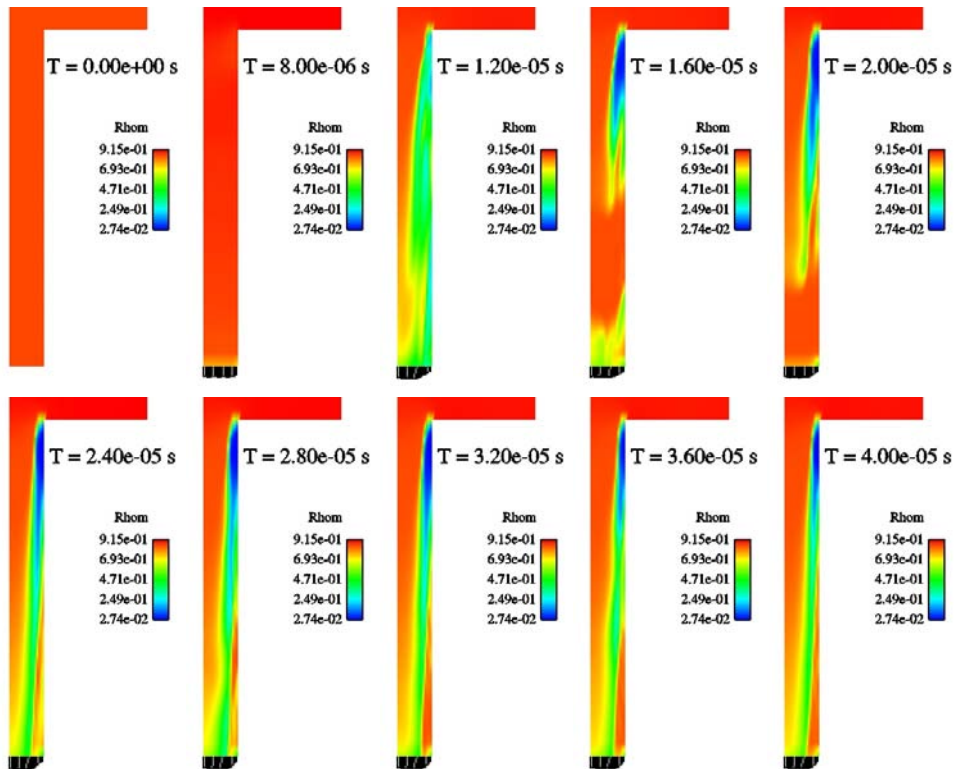 T = 0.00e+00 s
Rhom
9.15e-01
6.93e-01
4.71e-01
2.49e-01
2.74e-02
T = 8.00e-06 s
Rhom
9.15e-01
6.93e-01
4.71e-01
2.49e-01
2.74e-02
T = 1.20e-05 s
Rhom
9.15e-01
6.93e-01
4.71e-01
2.49e-01
2.74e-02
T = 1.60e-05 s
Rhom
9.15e-01
6.93e-01
4.71e-01
2.49e-01
2.74e-02
T = 2.00e-05 s
Rhom
9.15e-01
6.93e-01
4.71e-01
2.49e-01
2.74e-02
T = 2.40e-05 s
Rhom
9.15e-01
6.93e-01
4.71e-01
2.49e-01
2.74e-02
T = 2.80e-05 s
Rhom
9.15e-01
6.93e-01
4.71e-01
2.49e-01
2.74e-02
T = 3.20e-05 s
Rhom
9.15e-01
6.93e-01
4.71e-01
2.49e-01
2.74e-02
T = 3.60e-05 s
Rhom
9.15e-01
6.93e-01
4.71e-01
2.49e-01
2.74e-02
T = 4.00e-05 s
Rhom
9.15e-01
6.93e-01
4.71e-01
2.49e-01
2.74e-02